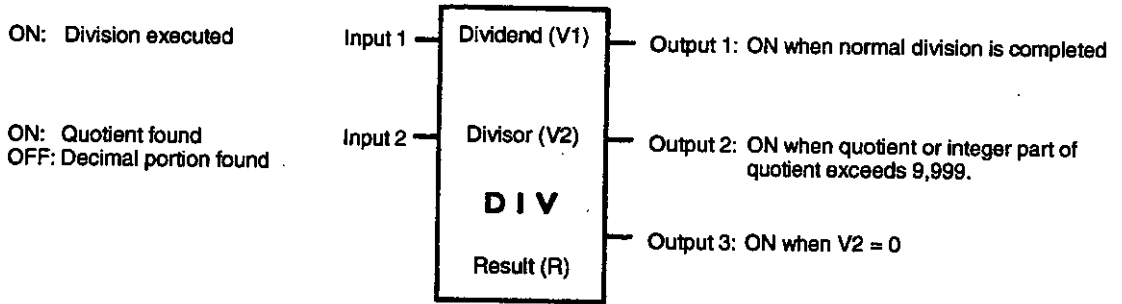 ON: Division executed
Input 1
Dividend (V1)
Output 1: ON when normal division is completed
ON: Quotient found
OFF: Decimal portion found
Input 2
Divisor (V2)
Output 2: ON when quotient or integer part of
quotient exceeds 9,999.
DIV
Output 3: ON when V2 = 0
Result (R)